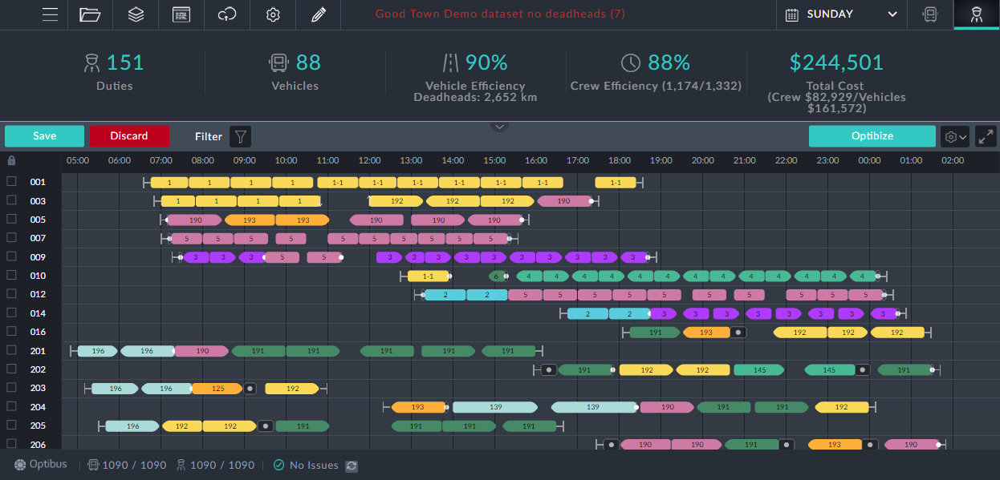 Good Town Demo dataset no deadheads (7)
SUNDAY
151
Duties
88
Vehicles
90%
Vehicle Efficiency
Deadheads: 2,652 km
88%
Crew Efficiency (1,174/1,332)
$244,501
Total Cost
(Crew $82,929/Vehicles
$161,572)
Save Discard Filter Optibize
05:00 06:00 07:00 08:00 09:00 10:00 11:00 12:00 13:00 14:00 15:00 16:00 17:00 18:00 19:00 20:00 21:00 22:00 23:00 00:00 01:00 02:00
001 1 1 1 1 1-1 1-1 1-1 1-1 1-1 1-1 1-1
003 1 1 1 1 192 192 192 190
005 190 193 193 190 190 190
007 5 5 5 5 5 5 5 5 5 5
009 3 3 3 5 5 3 3 3 3 3 3 3 3 3 3
010 1-1 6 4 4 4 4 4 4 4 4 4 4 4 4 4
012 2 2 5 5 5 5 5 5 5 5 5 5
014 2 2 3 3 3 3 3 3 3 3
016 191 193 192 192 192
201 196 196 190 191 191 191 191 191
202 191 192 192 145 145 191
203 196 196 125 192
204 193 139 139 190 191 191 192
205 196 192 192 191 191 191 191
206 190 190 191 193 190
Optibus 1090 / 1090 1090 / 1090 No Issues